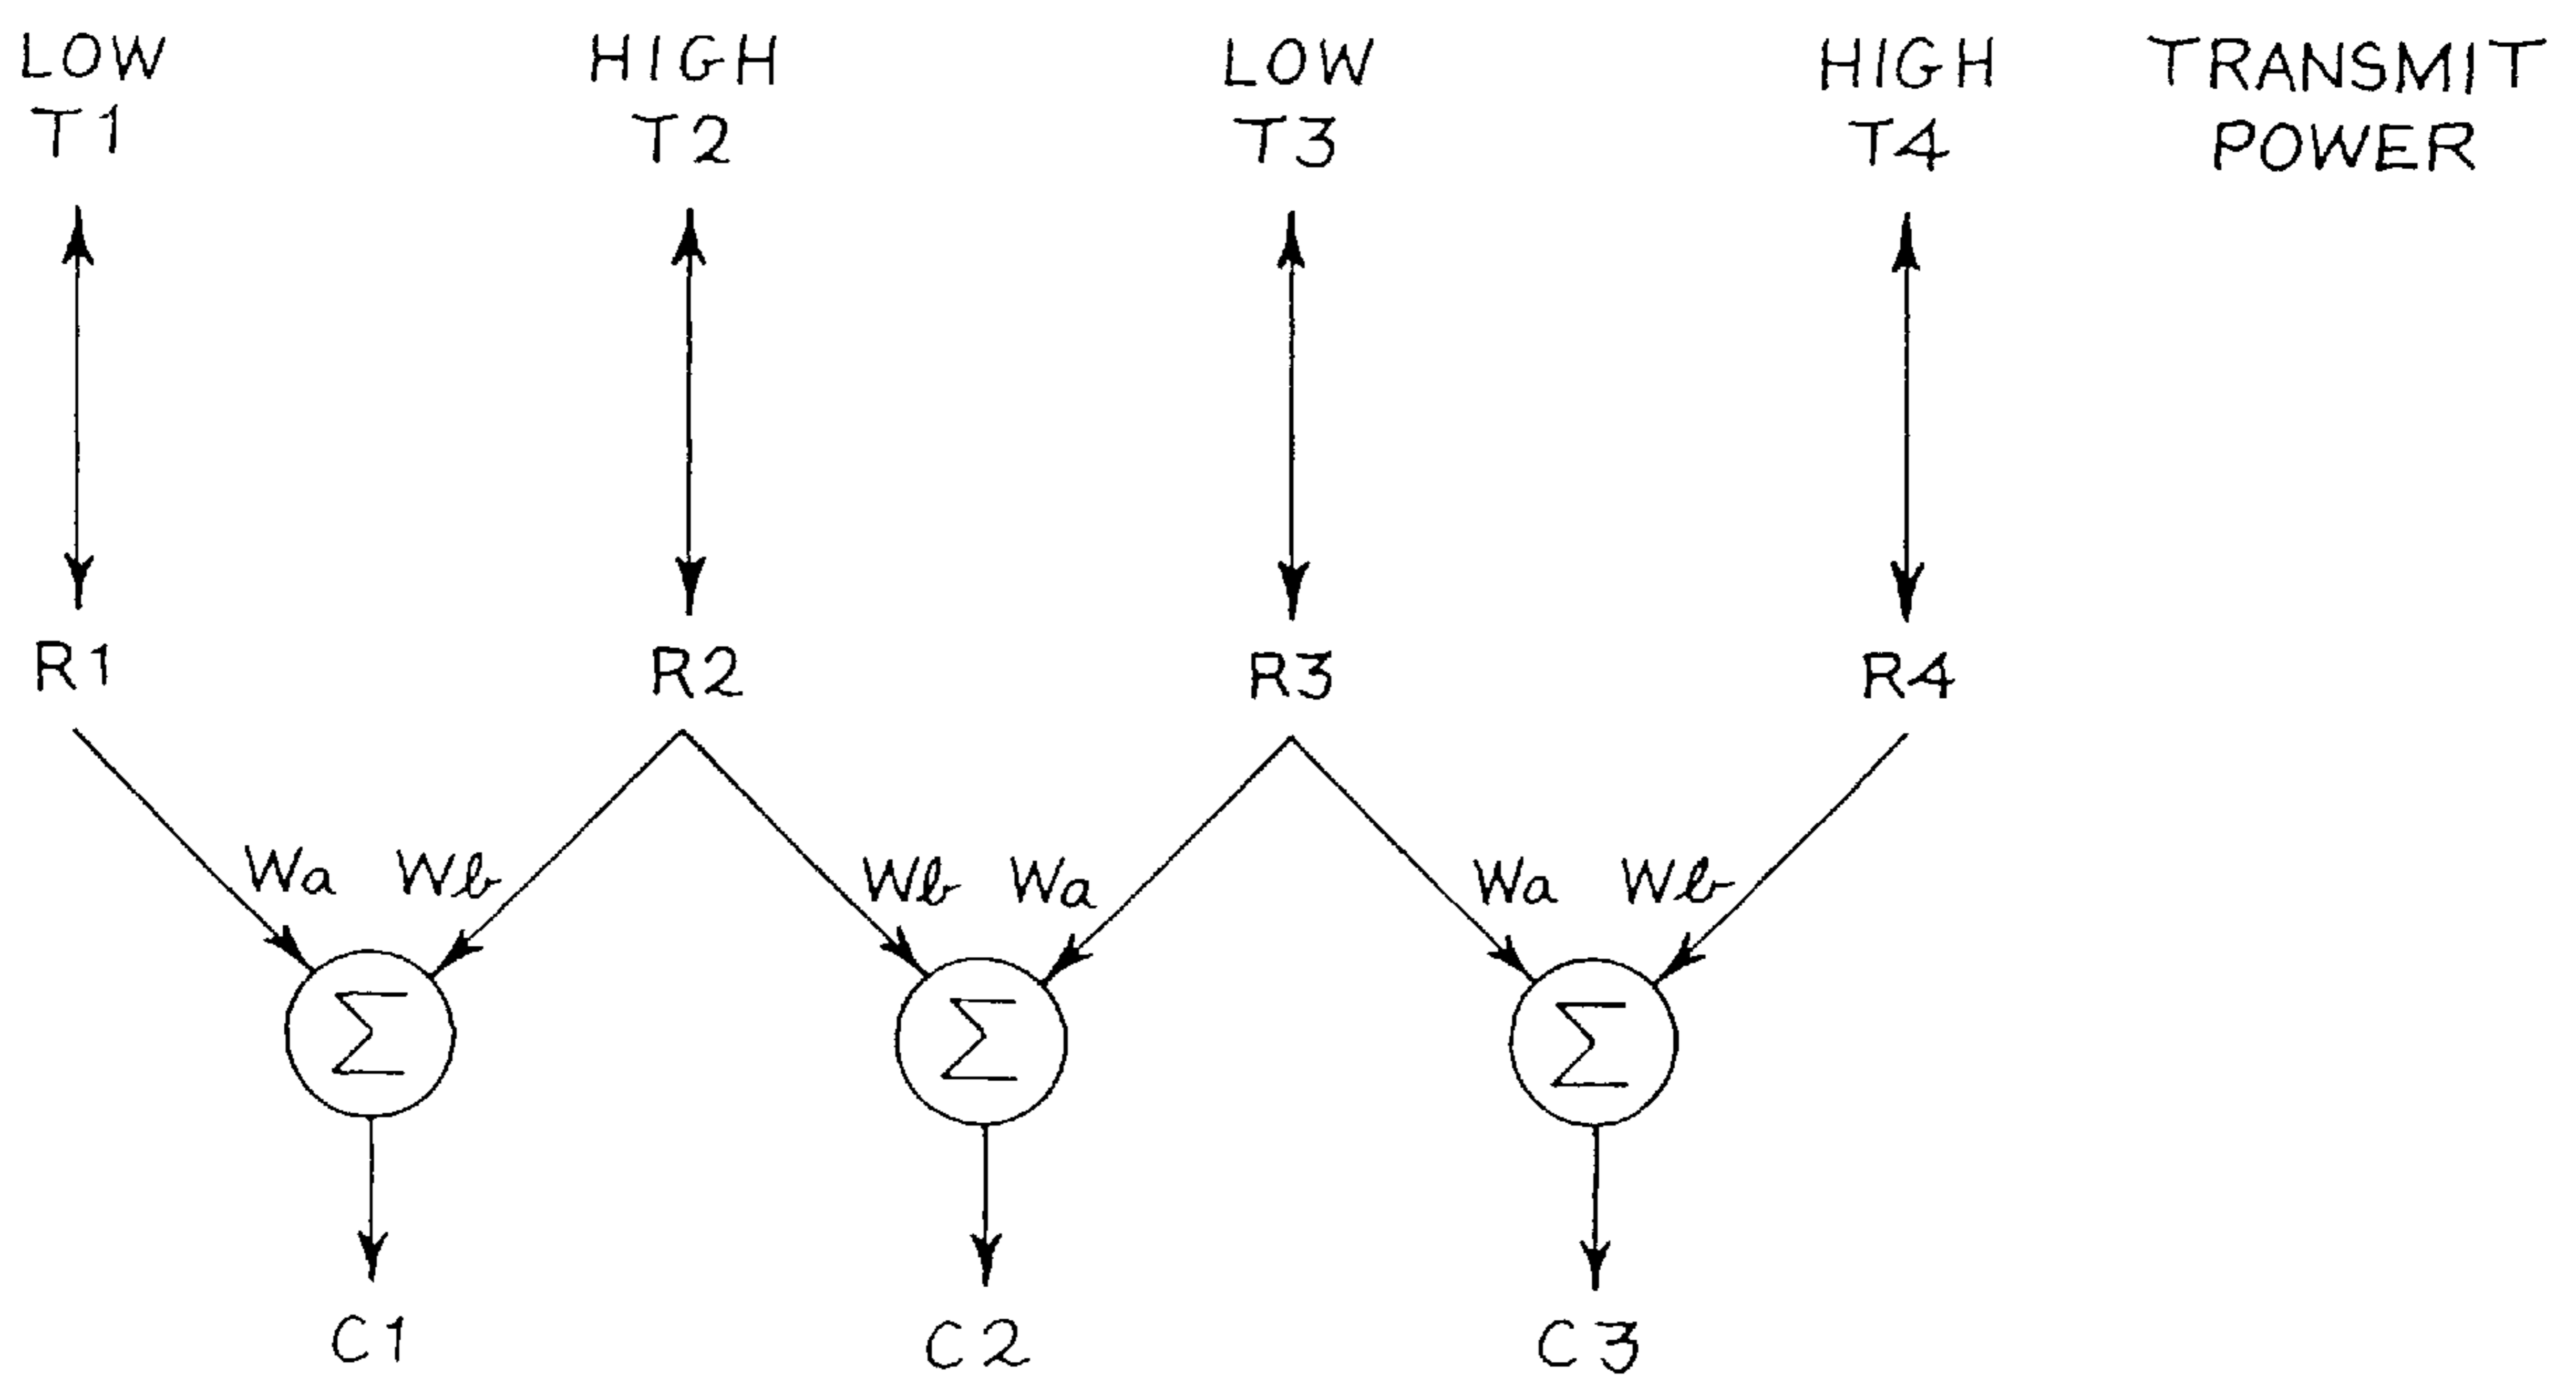 LOW HIGH LOW HIGH TRANSMIT
T1 T2 T3 T4 POWER
R1 R2 R3 R4
Wa Wb Wb Wa Wa Wb
Σ Σ Σ
C1 C2 C3